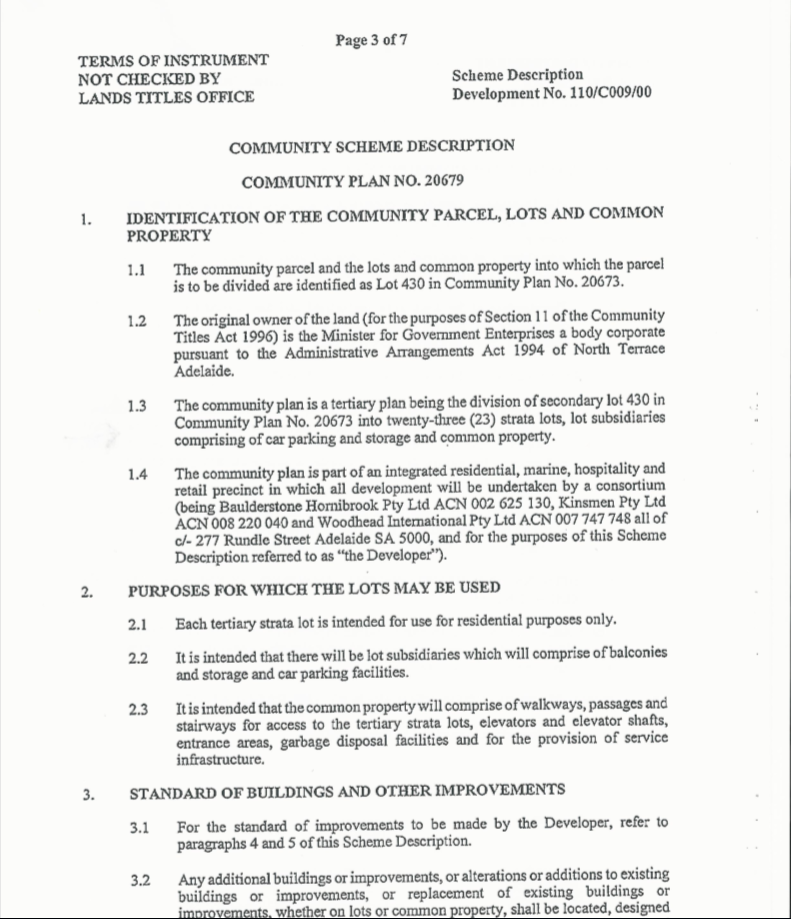 Page 3 of 7
TERMS OF INSTRUMENT
NOT CHECKED BY
LANDS TITLES OFFICE
Scheme Description
Development No. 110/C009/00
COMMUNITY SCHEME DESCRIPTION
COMMUNITY PLAN NO. 20679
1. IDENTIFICATION OF THE COMMUNITY PARCEL, LOTS AND COMMON
PROPERTY
1.1 The community parcel and the lots and common property into which the parcel
is to be divided are identified as Lot 430 in Community Plan No. 20673.
1.2 The original owner of the land (for the purposes of Section 11 of the Community
Titles Act 1996) is the Minister for Government Enterprises a body corporate
pursuant to the Administrative Arrangements Act 1994 of North Terrace
Adelaide.
1.3 The community plan is a tertiary plan being the division of secondary lot 430 in
Community Plan No. 20673 into twenty-three (23) strata lots, lot subsidiaries
comprising of car parking and storage and common property.
1.4 The community plan is part of an integrated residential, marine, hospitality and
retail precinct in which all development will be undertaken by a consortium
(being Baulderstone Hornibrook Pty Ltd ACN 002 625 130, Kinsmen Pty Ltd
ACN 008 220 040 and Woodhead International Pty Ltd ACN 007 747 748 all of
c/- 277 Rundle Street Adelaide SA 5000, and for the purposes of this Scheme
Description referred to as “the Developer”).
2. PURPOSES FOR WHICH THE LOTS MAY BE USED
2.1 Each tertiary strata lot is intended for use for residential purposes only.
2.2 It is intended that there will be lot subsidiaries which will comprise of balconies
and storage and car parking facilities.
2.3 It is intended that the common property will comprise of walkways, passages and
stairways for access to the tertiary strata lots, elevators and elevator shafts,
entrance areas, garbage disposal facilities and for the provision of service
infrastructure.
3. STANDARD OF BUILDINGS AND OTHER IMPROVEMENTS
3.1 For the standard of improvements to be made by the Developer, refer to
paragraphs 4 and 5 of this Scheme Description.
3.2 Any additional buildings or improvements, or alterations or additions to existing
buildings or improvements, or replacement of existing buildings or
improvements, whether on lots or common property, shall be located, designed